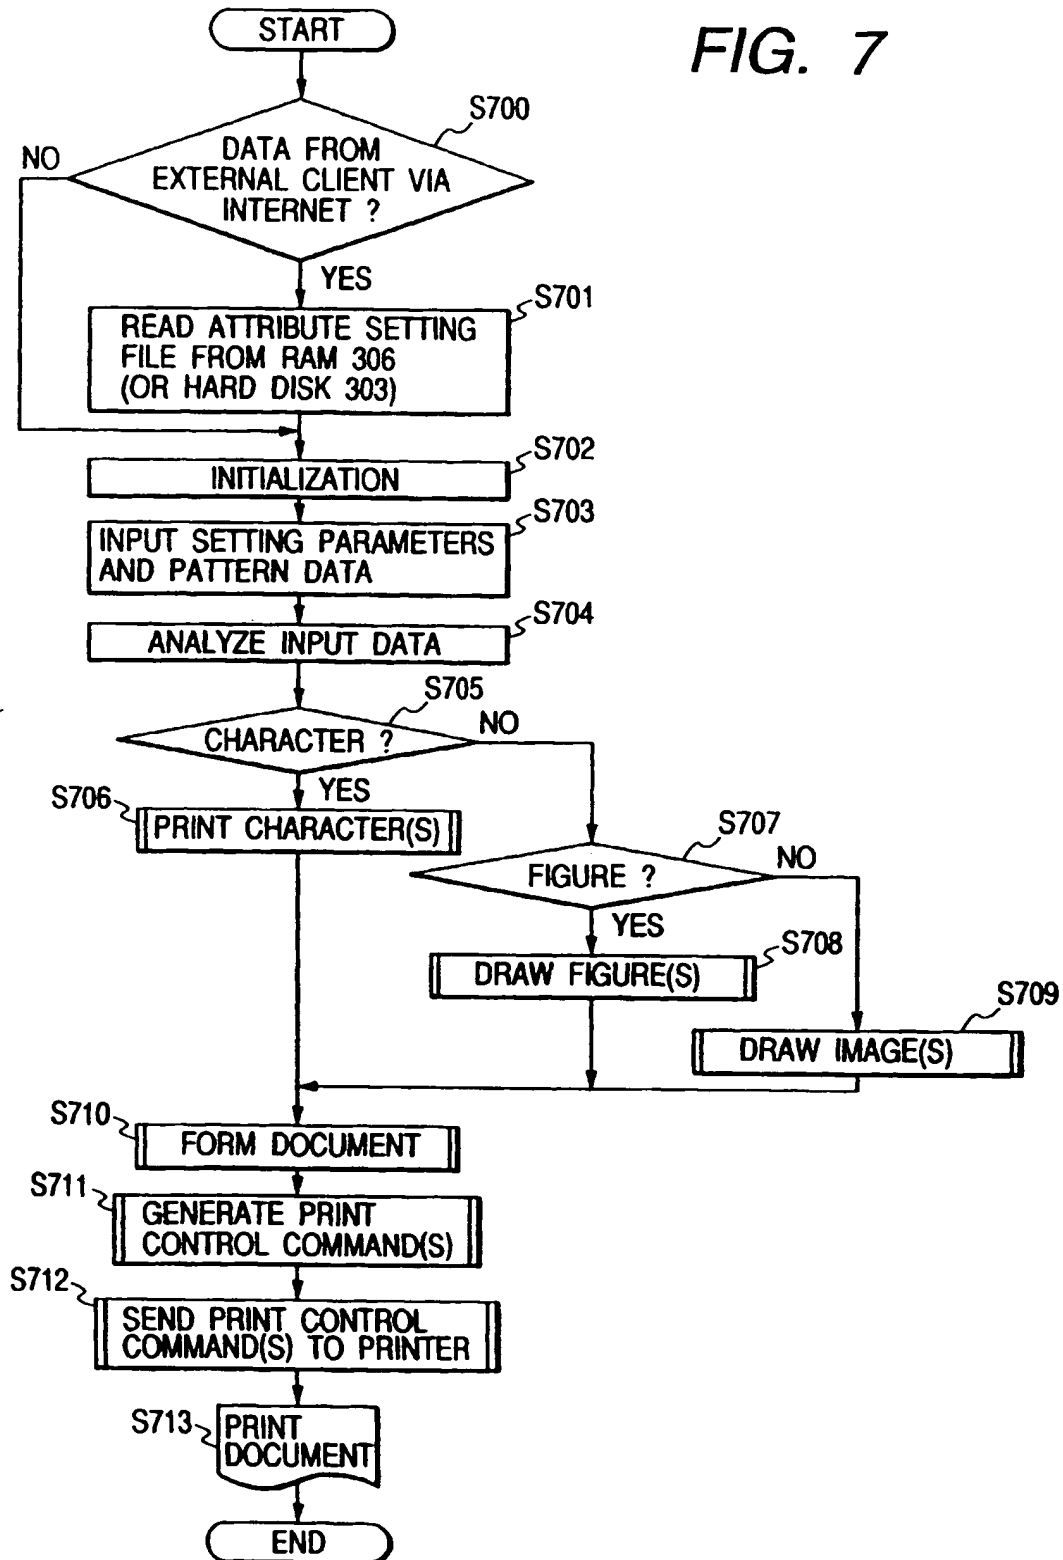 START
FIG. 7
S700
DATA FROM
EXTERNAL CLIENT VIA
INTERNET ?
NO
YES
S701
READ ATTRIBUTE SETTING
FILE FROM RAM 306
(OR HARD DISK 303)
S702
INITIALIZATION
S703
INPUT SETTING PARAMETERS
AND PATTERN DATA
S704
ANALYZE INPUT DATA
S705
CHARACTER ?
NO
YES
S706
PRINT CHARACTER(S)
S707
FIGURE ?
NO
YES
S708
DRAW FIGURE(S)
S709
DRAW IMAGE(S)
S710
FORM DOCUMENT
S711
GENERATE PRINT
CONTROL COMMAND(S)
S712
SEND PRINT CONTROL
COMMAND(S) TO PRINTER
S713
PRINT
DOCUMENT
END